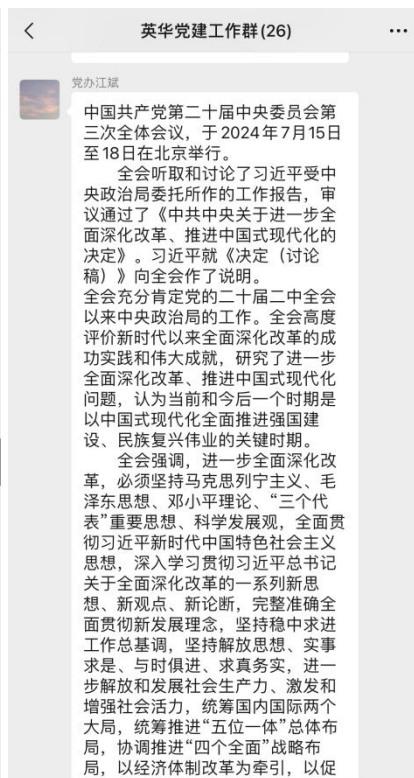 英华党建工作群(26)
党办江斌
中国共产党第二十届中央委员会第
三次全体会议，于2024年7月15日
至18日在北京举行。
全会听取和讨论了习近平受中
央政治局委托所作的工作报告，审
议通过了《中共中央关于进一步全
面深化改革、推进中国式现代化的
决定》。习近平就《决定（讨论
稿）》向全会作了说明。
全会充分肯定党的二十届二中全会
以来中央政治局的工作。全会高度
评价新时代以来全面深化改革的成
功实践和伟大成就，研究了进一步
全面深化改革、推进中国式现代化
问题，认为当前和今后一个时期是
以中国式现代化全面推进强国建
设、民族复兴伟业的关键时期。
全会强调，进一步全面深化改
革，必须坚持马克思列宁主义、毛
泽东思想、邓小平理论、“三个代
表”重要思想、科学发展观，全面贯
彻习近平新时代中国特色社会主义
思想，深入学习贯彻习近平总书记
关于全面深化改革的一系列新思
想、新观点、新论断，完整准确全
面贯彻新发展理念，坚持稳中求进
工作总基调，坚持解放思想、实事
求是、与时俱进、求真务实，进一
步解放和发展社会生产力、激发和
增强社会活力，统筹国内国际两个
大局，统筹推进“五位一体”总体布
局，协调推进“四个全面”战略布
局，以经济体制改革为牵引，以促